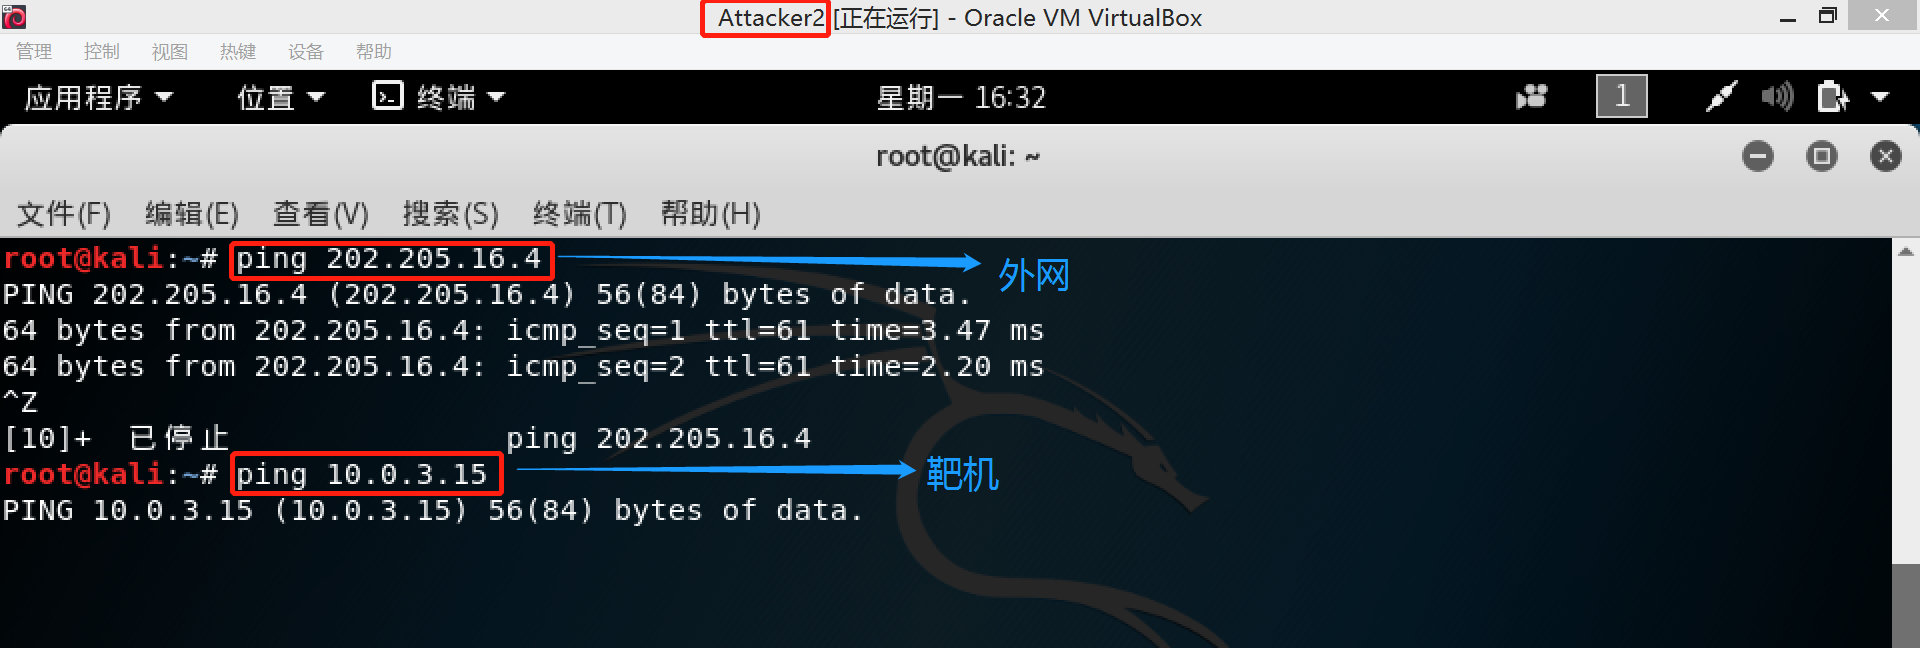 Attacker2 [正在运行] - Oracle VM VirtualBox
管理 控制 视图 热键 设备 帮助
应用程序 位置 终端 星期一 16:32 1
root@kali: ~
文件(F) 编辑(E) 查看(V) 搜索(S) 终端(T) 帮助(H)
root@kali:~# ping 202.205.16.4 外网
PING 202.205.16.4 (202.205.16.4) 56(84) bytes of data.
64 bytes from 202.205.16.4: icmp_seq=1 ttl=61 time=3.47 ms
64 bytes from 202.205.16.4: icmp_seq=2 ttl=61 time=2.20 ms
^Z
[10]+ 已停止 ping 202.205.16.4
root@kali:~# ping 10.0.3.15 靶机
PING 10.0.3.15 (10.0.3.15) 56(84) bytes of data.